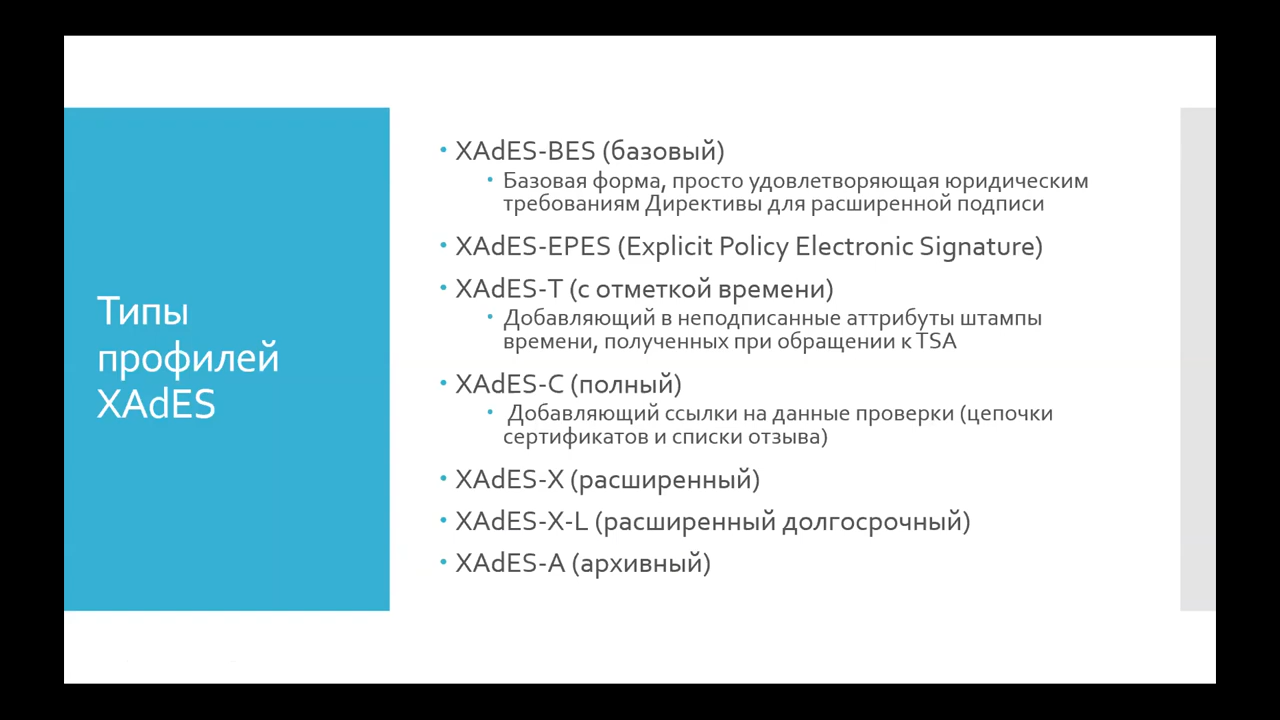 Типы
профилей
XAdES
• XAdES-BES (базовый)
• Базовая форма, просто удовлетворяющая юридическим
требованиям Директивы для расширенной подписи
• XAdES-EPES (Explicit Policy Electronic Signature)
• XAdES-T (с отметкой времени)
• Добавляющий в неподписанные аттрибуты штампы
времени, полученных при обращении к TSA
• XAdES-C (полный)
• Добавляющий ссылки на данные проверки (цепочки
сертификатов и списки отзыва)
• XAdES-X (расширенный)
• XAdES-X-L (расширенный долгосрочный)
• XAdES-A (архивный)